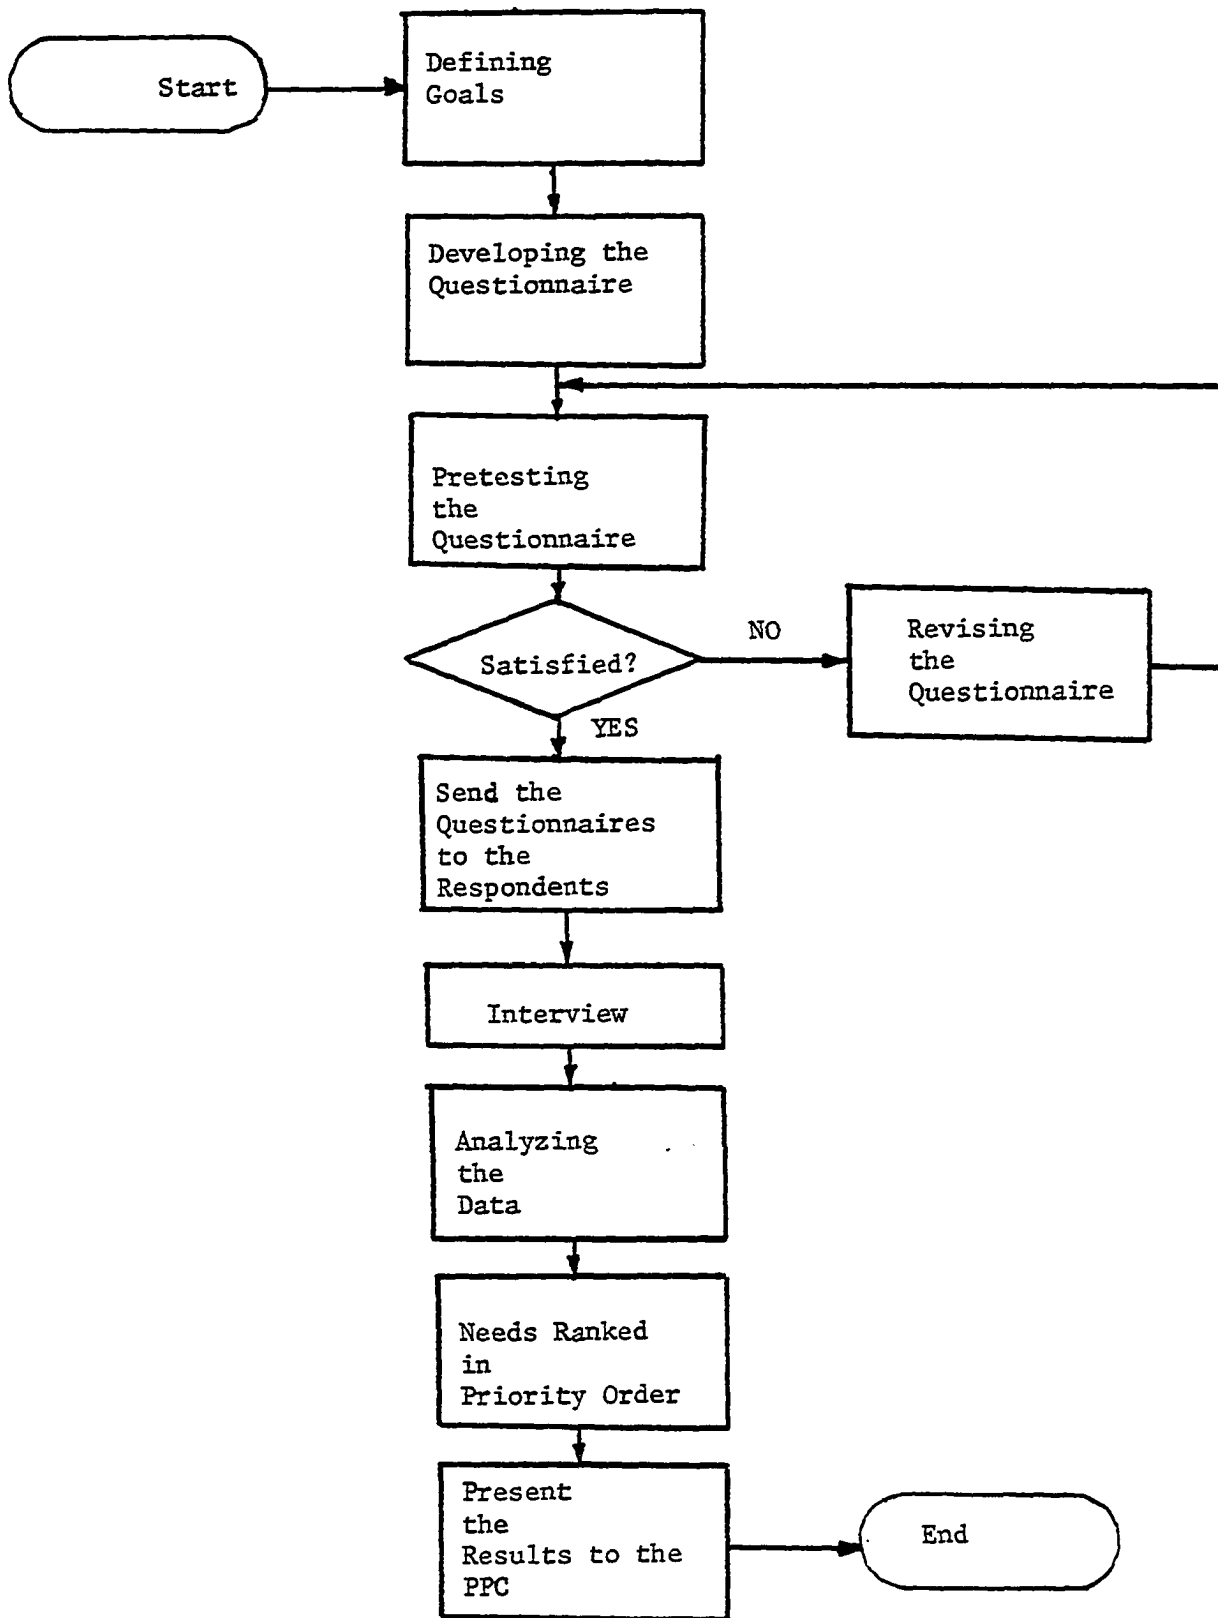 Start
Defining
Goals
Developing the
Questionnaire
Pretesting
the
Questionnaire
Satisfied?
NO
Revising
the
Questionnaire
YES
Send the
Questionnaires
to the
Respondents
Interview
Analyzing
the
Data
Needs Ranked
in
Priority Order
Present
the
Results to the
PPC
End